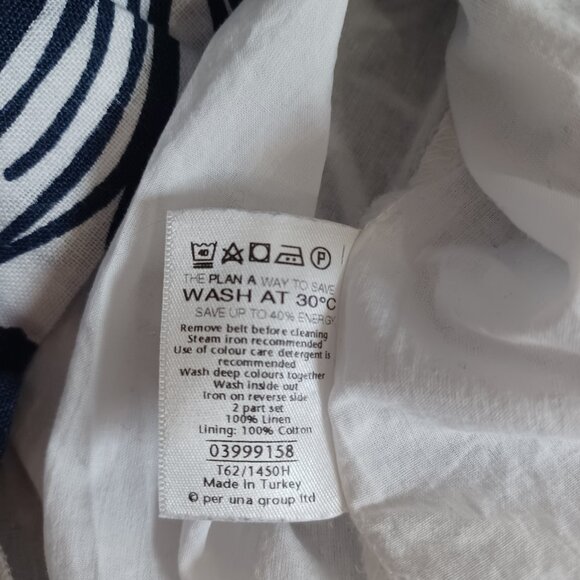 40 P
THE PLAN A WAY TO SAVE
WASH AT 30°C
SAVE UP TO 40% ENERGY
Remove belt before cleaning
Steam iron recommended
Use of colour care detergent is
recommended
Wash deep colours together
Wash inside out
Iron on reverse side
2 part set
100% Linen
Lining: 100% Cotton
03999158
T62/1450H
Made in Turkey
© per una group ltd